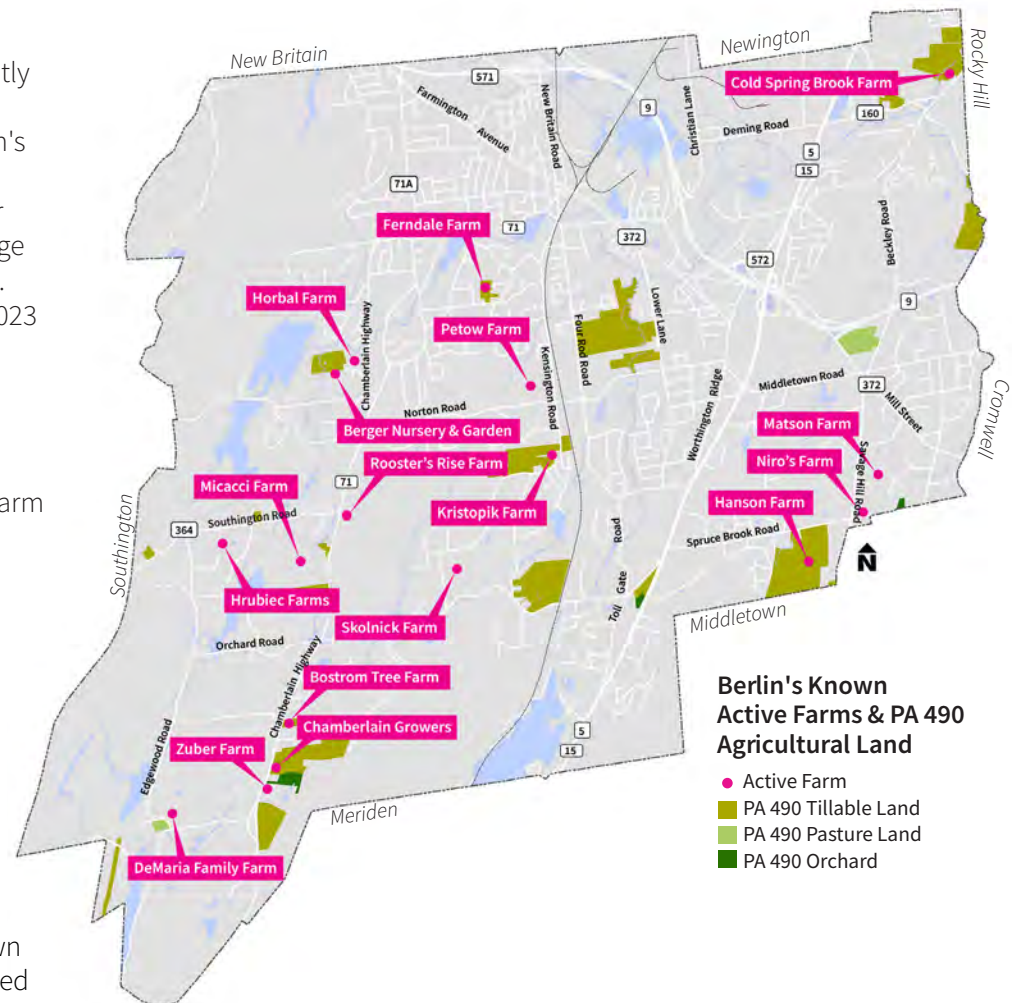 tly
n's
r
ge
.
023
arm
wn
ed
New Britain
Newington
Rocky Hill
Cromwell
Middletown
Meriden
Southington
571
Farmington Avenue
New Britain Road
9
Christian Lane
Cold Spring Brook Farm
160
Deming Road
5
15
71A
Ferndale Farm
71
372
Beckley Road
572
9
Horbal Farm
Chamberlain Highway
Petow Farm
Four Rod Road
Lower Lane
Kensington Road
Worthington Ridge
Middletown Road
372
Mill Street
Norton Road
Berger Nursery & Garden
Matson Farm
Rooster's Rise Farm
Niro's Farm
Savage Hill Road
Micacci Farm
71
Kristopik Farm
Hanson Farm
364
Southington Road
Spruce Brook Road
N
Hrubiec Farms
Toll Gate Road
Skolnick Farm
Orchard Road
Chamberlain Highway
Bostrom Tree Farm
Chamberlain Growers
Zuber Farm
5
15
Edgewood Road
DeMaria Family Farm
Berlin's Known
Active Farms & PA 490
Agricultural Land
Active Farm
PA 490 Tillable Land
PA 490 Pasture Land
PA 490 Orchard